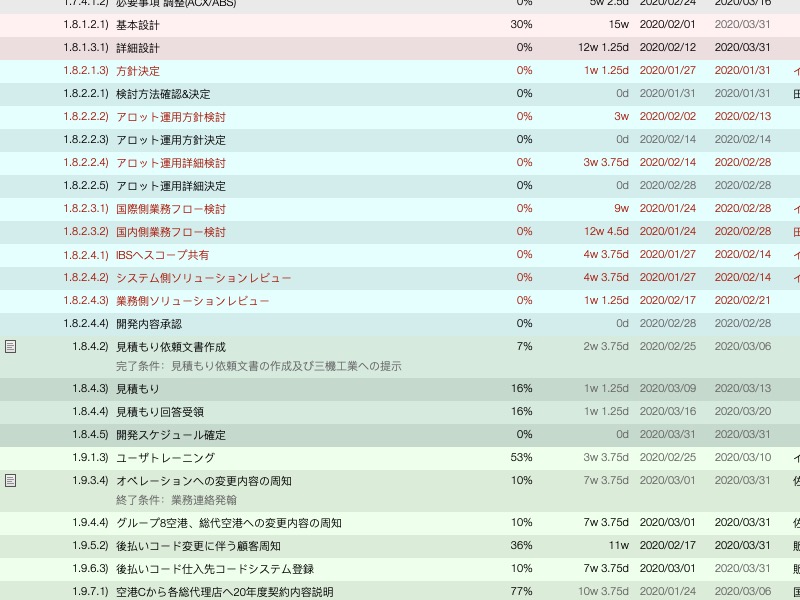 1.7.4.1.2) 必要事項 調整(ACX/ABS) 0% 5w 2.5d 2020/02/24 2020/03/16
1.8.1.2.1) 基本設計 30% 15w 2020/02/01 2020/03/31
1.8.1.3.1) 詳細設計 0% 12w 1.25d 2020/02/12 2020/03/31
1.8.2.1.3) 方針決定 0% 1w 1.25d 2020/01/27 2020/01/31 イ
1.8.2.2.1) 検討方法確認&決定 0% 0d 2020/01/31 2020/01/31 田
1.8.2.2.2) アロット運用方針検討 0% 3w 2020/02/02 2020/02/13
1.8.2.2.3) アロット運用方針決定 0% 0d 2020/02/14 2020/02/14
1.8.2.2.4) アロット運用詳細検討 0% 3w 3.75d 2020/02/14 2020/02/28
1.8.2.2.5) アロット運用詳細決定 0% 0d 2020/02/28 2020/02/28
1.8.2.3.1) 国際側業務フロー検討 0% 9w 2020/01/24 2020/02/28 イ
1.8.2.3.2) 国内側業務フロー検討 0% 12w 4.5d 2020/01/24 2020/02/28 田
1.8.2.4.1) IBSへスコープ共有 0% 4w 3.75d 2020/01/27 2020/02/14 イ
1.8.2.4.2) システム側ソリューションレビュー 0% 4w 3.75d 2020/01/27 2020/02/14 イ
1.8.2.4.3) 業務側ソリューションレビュー 0% 1w 1.25d 2020/02/17 2020/02/21
1.8.2.4.4) 開発内容承認 0% 0d 2020/02/28 2020/02/28
1.8.4.2) 見積もり依頼文書作成 7% 2w 3.75d 2020/02/25 2020/03/06
完了条件: 見積もり依頼文書の作成及び三機工業への提示
1.8.4.3) 見積もり 16% 1w 1.25d 2020/03/09 2020/03/13
1.8.4.4) 見積もり回答受領 16% 1w 1.25d 2020/03/16 2020/03/20
1.8.4.5) 開発スケジュール確定 0% 0d 2020/03/31 2020/03/31
1.9.1.3) ユーザトレーニング 53% 3w 3.75d 2020/02/25 2020/03/10 イ
1.9.3.4) オペレーションへの変更内容の周知 10% 7w 3.75d 2020/03/01 2020/03/31 佐
終了条件: 業務連絡発翰
1.9.4.4) グループ8空港、総代空港への変更内容の周知 10% 7w 3.75d 2020/03/01 2020/03/31 佐
1.9.5.2) 後払いコード変更に伴う顧客周知 36% 11w 2020/02/17 2020/03/31 販
1.9.6.3) 後払いコード仕入先コードシステム登録 10% 7w 3.75d 2020/03/01 2020/03/31 販
1.9.7.1) 空港Cから各総代理店へ20年度契約内容説明 77% 10w 3.75d 2020/01/24 2020/03/06 国